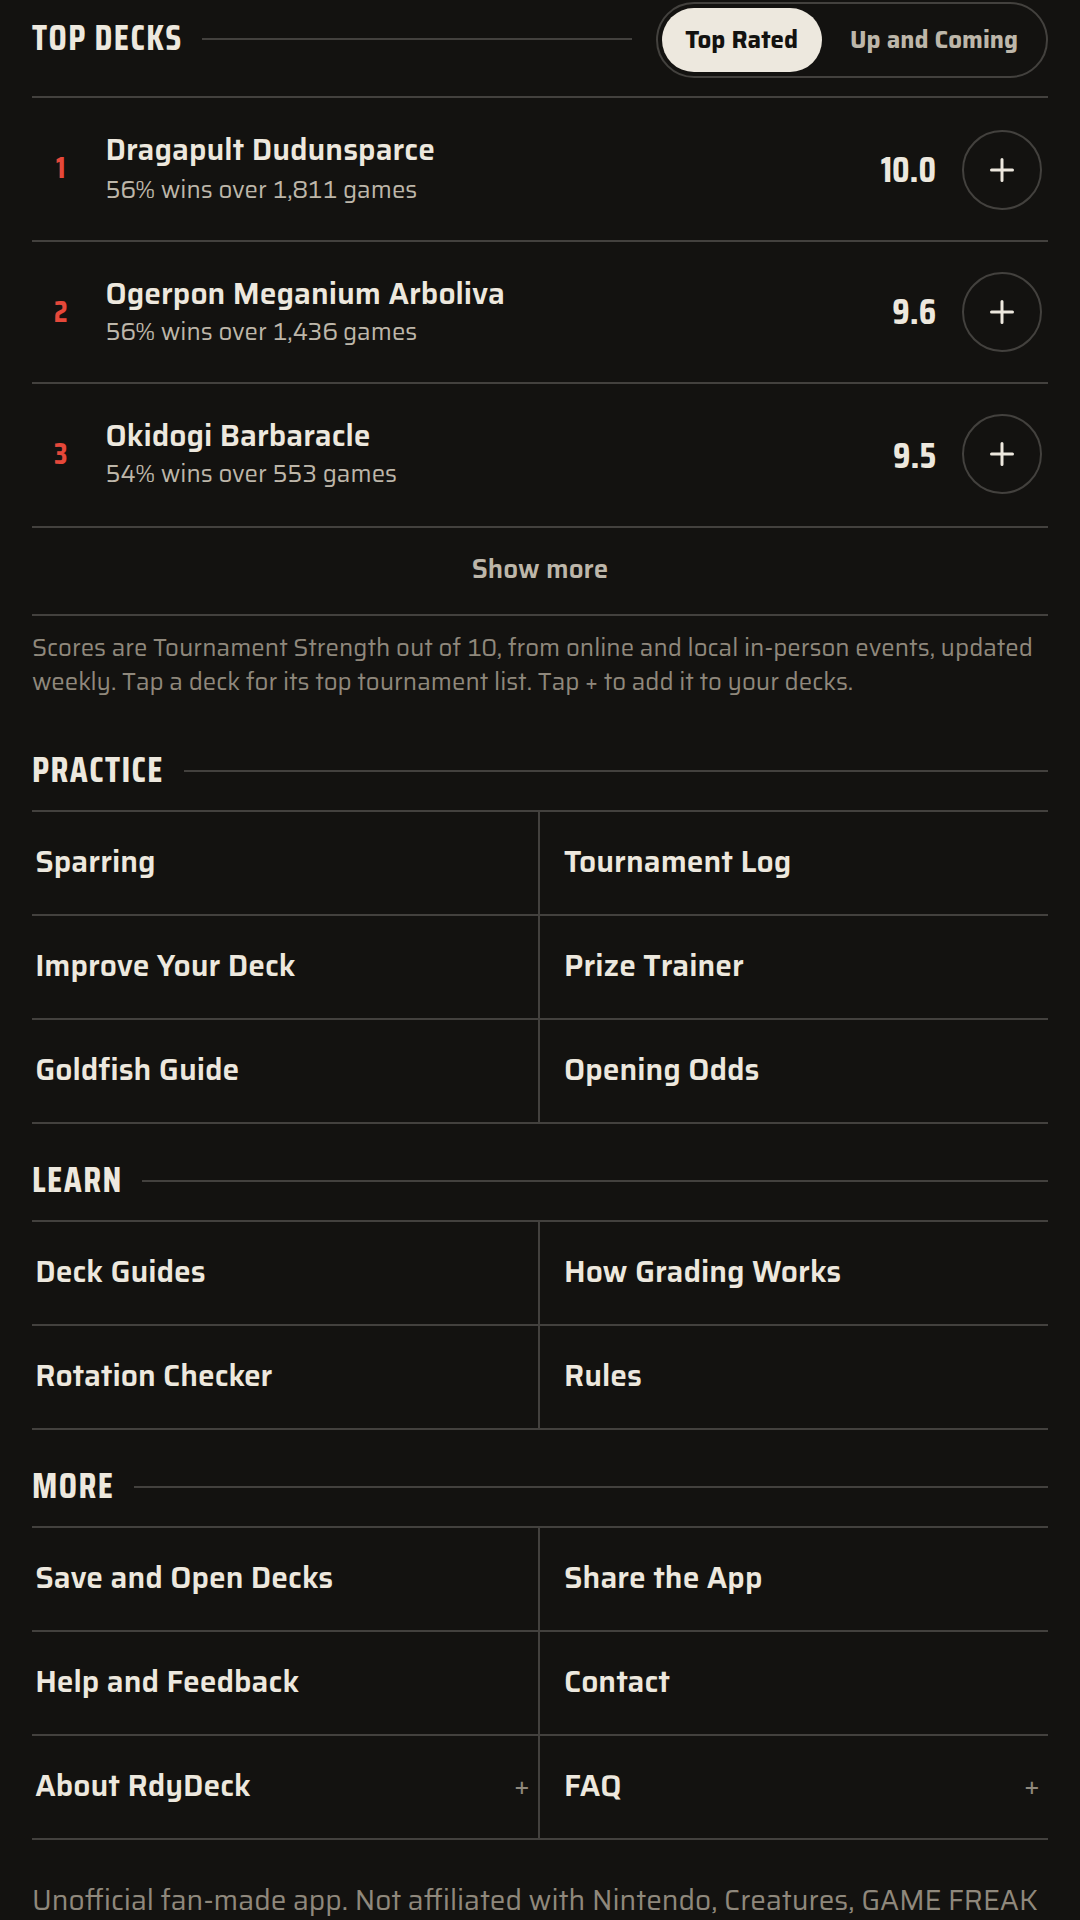 TOP DECKS
Top Rated
Up and Coming
1
Dragapult Dudunsparce
56% wins over 1,811 games
10.0
+
2
Ogerpon Meganium Arboliva
56% wins over 1,436 games
9.6
+
3
Okidogi Barbaracle
54% wins over 553 games
9.5
+
Show more
Scores are Tournament Strength out of 10, from online and local in-person events, updated
weekly. Tap a deck for its top tournament list. Tap + to add it to your decks.
PRACTICE
Sparring
Tournament Log
Improve Your Deck
Prize Trainer
Goldfish Guide
Opening Odds
LEARN
Deck Guides
How Grading Works
Rotation Checker
Rules
MORE
Save and Open Decks
Share the App
Help and Feedback
Contact
About RdyDeck +
FAQ +
Unofficial fan-made app. Not affiliated with Nintendo, Creatures, GAME FREAK